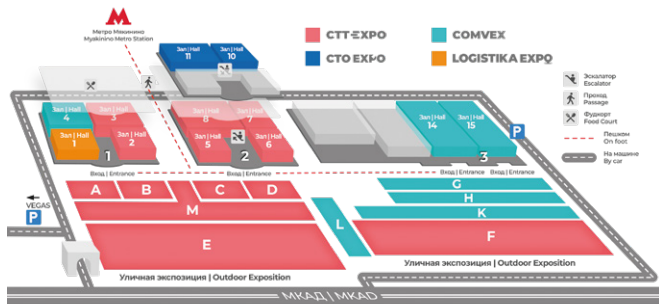 М
Метро Мякинино
Myakinino Metro Station
CTT EXPO
COMVEX
CTO EXPO
LOGISTIKA EXPO
Зал | Hall
11
Зал | Hall
10
Эскалатор
Escalator
Проход
Passage
Фудкорт
Food Court
Пешком
On foot
На машине
By car
Зал | Hall
4
Зал | Hall
3
Зал | Hall
1
Зал | Hall
2
1
Зал | Hall
8
Зал | Hall
7
Зал | Hall
5
Зал | Hall
6
2
Зал | Hall
14
Зал | Hall
15
3
P
Вход | Entrance
Вход | Entrance
Вход | Entrance
Вход | Entrance
VEGAS
P
A
B
C
D
M
E
L
G
H
K
F
Уличная экспозиция | Outdoor Exposition
Уличная экспозиция | Outdoor Exposition
МКАД | MKAD